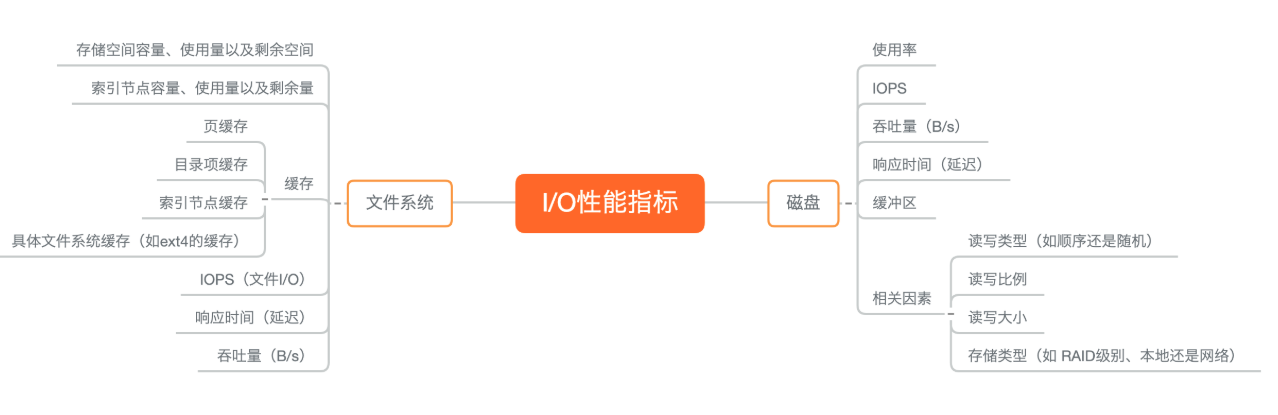 I/O性能指标
文件系统
存储空间容量、使用量以及剩余空间
索引节点容量、使用量以及剩余量
缓存
页缓存
目录项缓存
索引节点缓存
具体文件系统缓存（如ext4的缓存）
IOPS（文件I/O）
响应时间（延迟）
吞吐量（B/s）
磁盘
使用率
IOPS
吞吐量（B/s）
响应时间（延迟）
缓冲区
相关因素
读写类型（如顺序还是随机）
读写比例
读写大小
存储类型（如 RAID级别、本地还是网络）